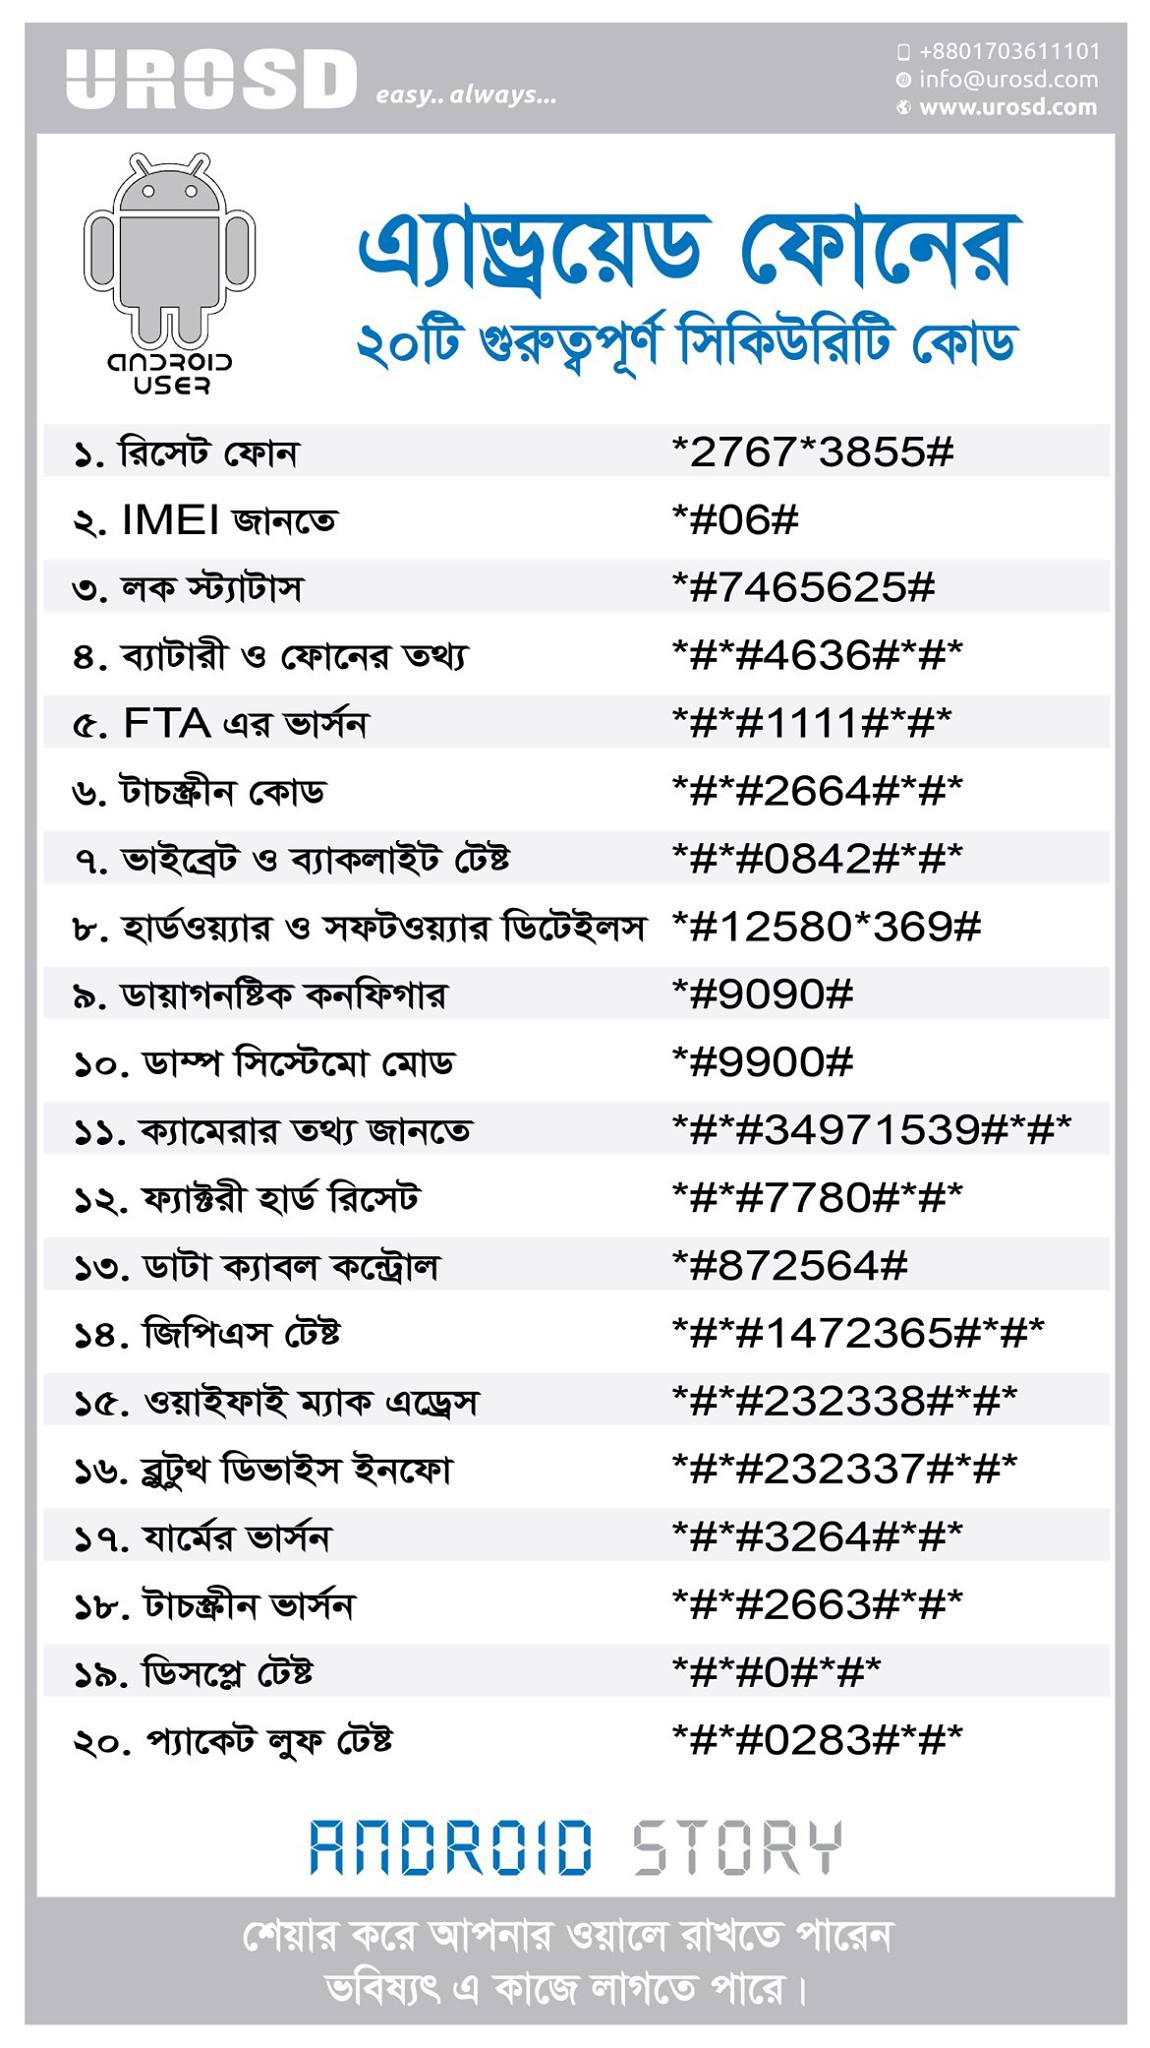 UROSD easy.. always...
+8801703611101
info@urosd.com
www.urosd.com
ANDROID
USER
এ্যান্ড্রয়েড ফোনের
২০টি গুরুত্বপূর্ণ সিকিউরিটি কোড
১. রিসেট ফোন *2767*3855#
২. IMEI জানতে *#06#
৩. লক স্ট্যাটাস *#7465625#
৪. ব্যাটারী ও ফোনের তথ্য *#*#4636#*#*
৫. FTA এর ভার্সন *#*#1111#*#*
৬. টাচস্ক্রীন কোড *#*#2664#*#*
৭. ভাইব্রেট ও ব্যাকলাইট টেষ্ট *#*#0842#*#*
৮. হার্ডওয়্যার ও সফটওয়্যার ডিটেইলস *#12580*369#
৯. ডায়াগনষ্টিক কনফিগার *#9090#
১০. ডাম্প সিস্টেমো মোড *#9900#
১১. ক্যামেরার তথ্য জানতে *#*#34971539#*#*
১২. ফ্যাক্টরী হার্ড রিসেট *#*#7780#*#*
১৩. ডাটা ক্যাবল কন্ট্রোল *#872564#
১৪. জিপিএস টেষ্ট *#*#1472365#*#*
১৫. ওয়াইফাই ম্যাক এড্রেস *#*#232338#*#*
১৬. ব্লুটুথ ডিভাইস ইনফো *#*#232337#*#*
১৭. যার্মের ভার্সন *#*#3264#*#*
১৮. টাচস্ক্রীন ভার্সন *#*#2663#*#*
১৯. ডিসপ্লে টেষ্ট *#*#0#*#*
২০. প্যাকেট লুফ টেষ্ট *#*#0283#*#*
ANDROID STORY
শেয়ার করে আপনার ওয়ালে রাখতে পারেন
ভবিষ্যৎ এ কাজে লাগতে পারে।